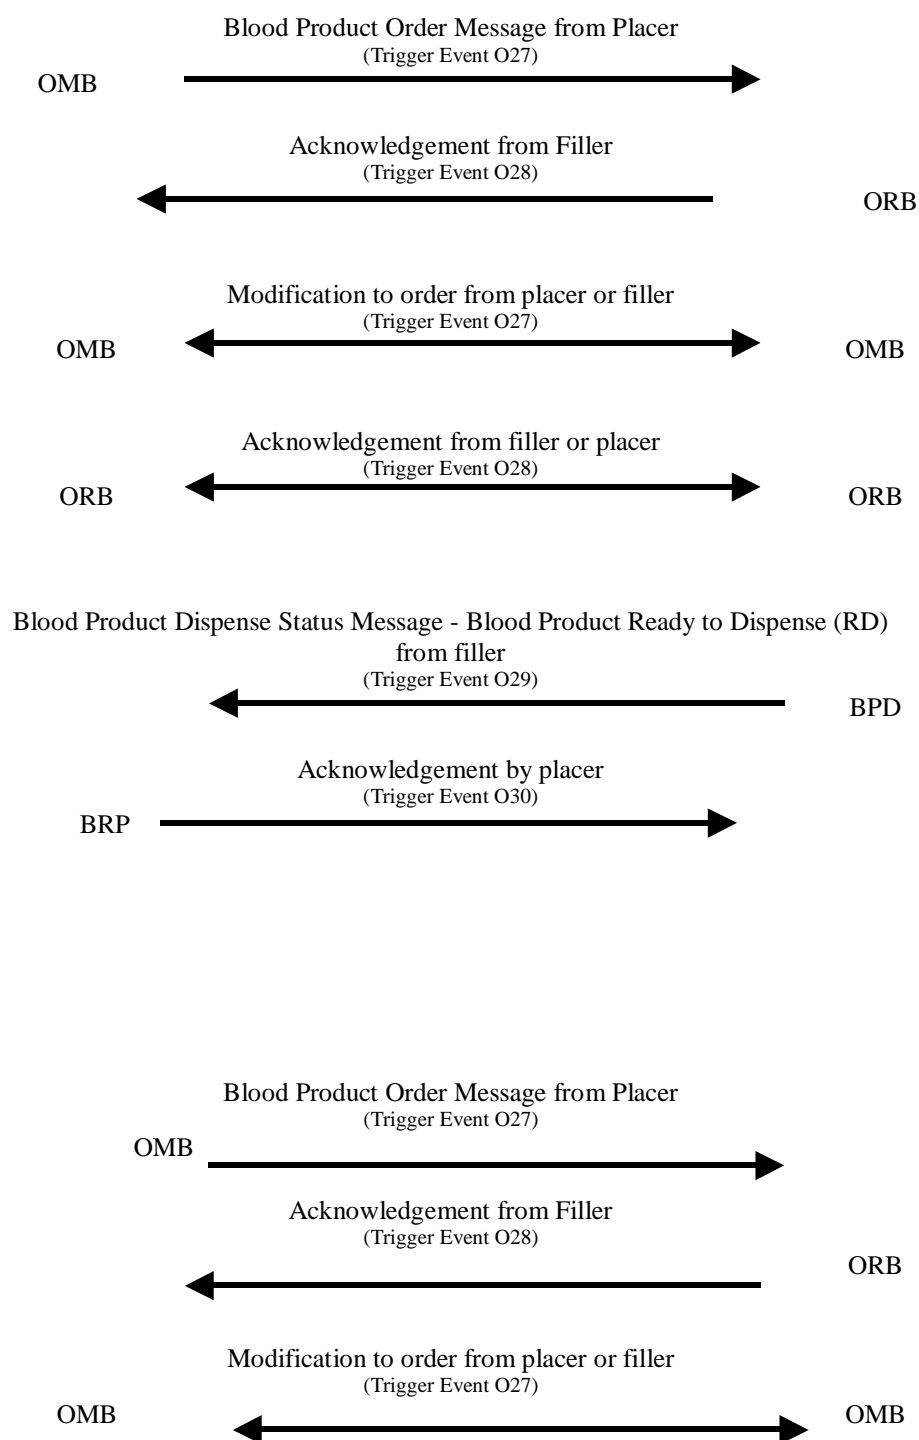 Blood Product Order Message from Placer
(Trigger Event O27)
OMB
Acknowledgement from Filler
(Trigger Event O28)
ORB
Modification to order from placer or filler
(Trigger Event O27)
OMB OMB
Acknowledgement from filler or placer
(Trigger Event O28)
ORB ORB
Blood Product Dispense Status Message - Blood Product Ready to Dispense (RD)
from filler
(Trigger Event O29)
BPD
Acknowledgement by placer
(Trigger Event O30)
BRP
Blood Product Order Message from Placer
(Trigger Event O27)
OMB
Acknowledgement from Filler
(Trigger Event O28)
ORB
Modification to order from placer or filler
(Trigger Event O27)
OMB OMB